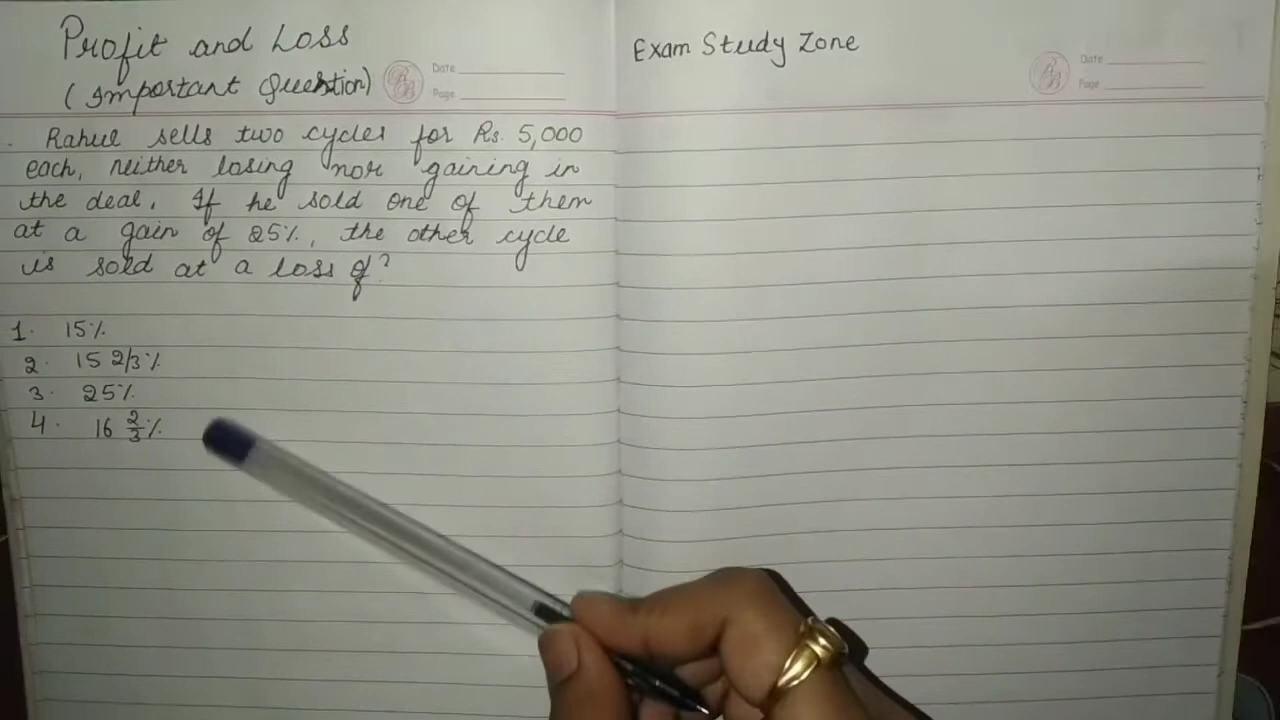 Profit and Loss
(Important Question)
Date
Page
Rahul sells two cycles for Rs. 5,000
each, neither losing nor gaining in
the deal. If he sold one of them
at a gain of 25%, the other cycle
is sold at a loss of?
1. 15%
2. 15 2/3%
3. 25%
4. 16 2/3%
Exam Study Zone
Date
Page